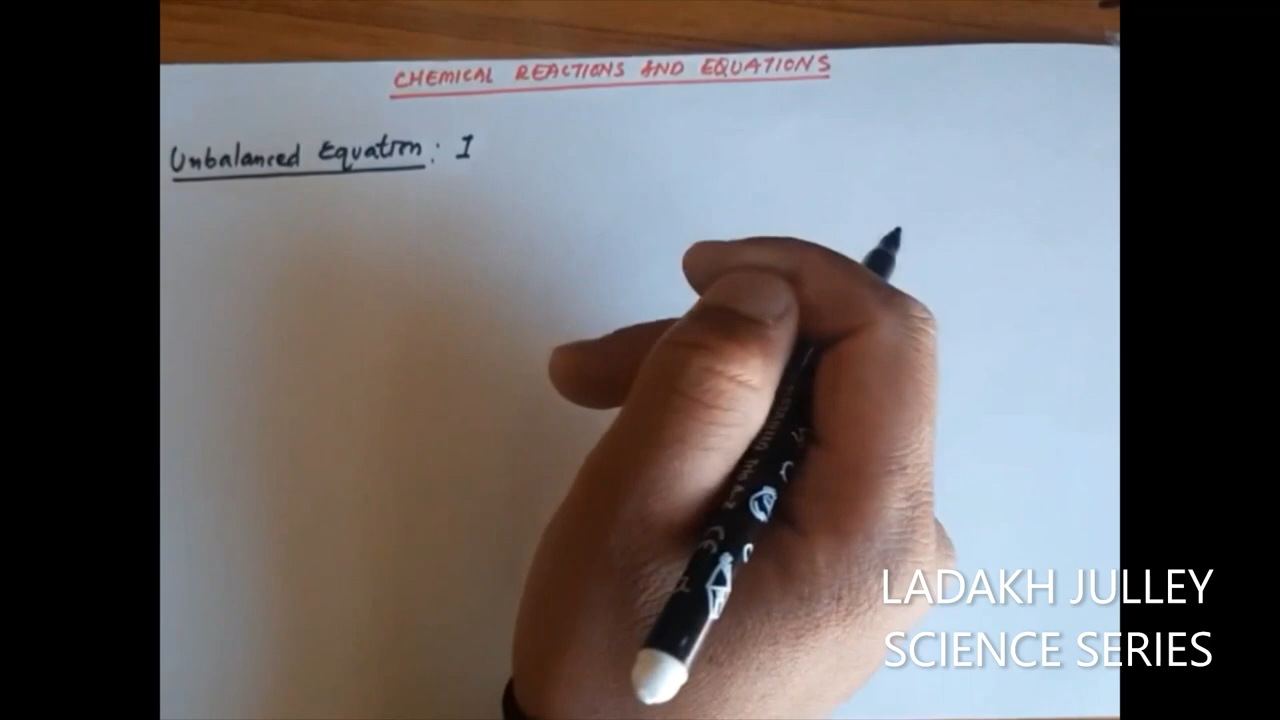 CHEMICAL REACTIONS AND EQUATIONS
Unbalanced Equation : I
LADAKH JULLEY
SCIENCE SERIES